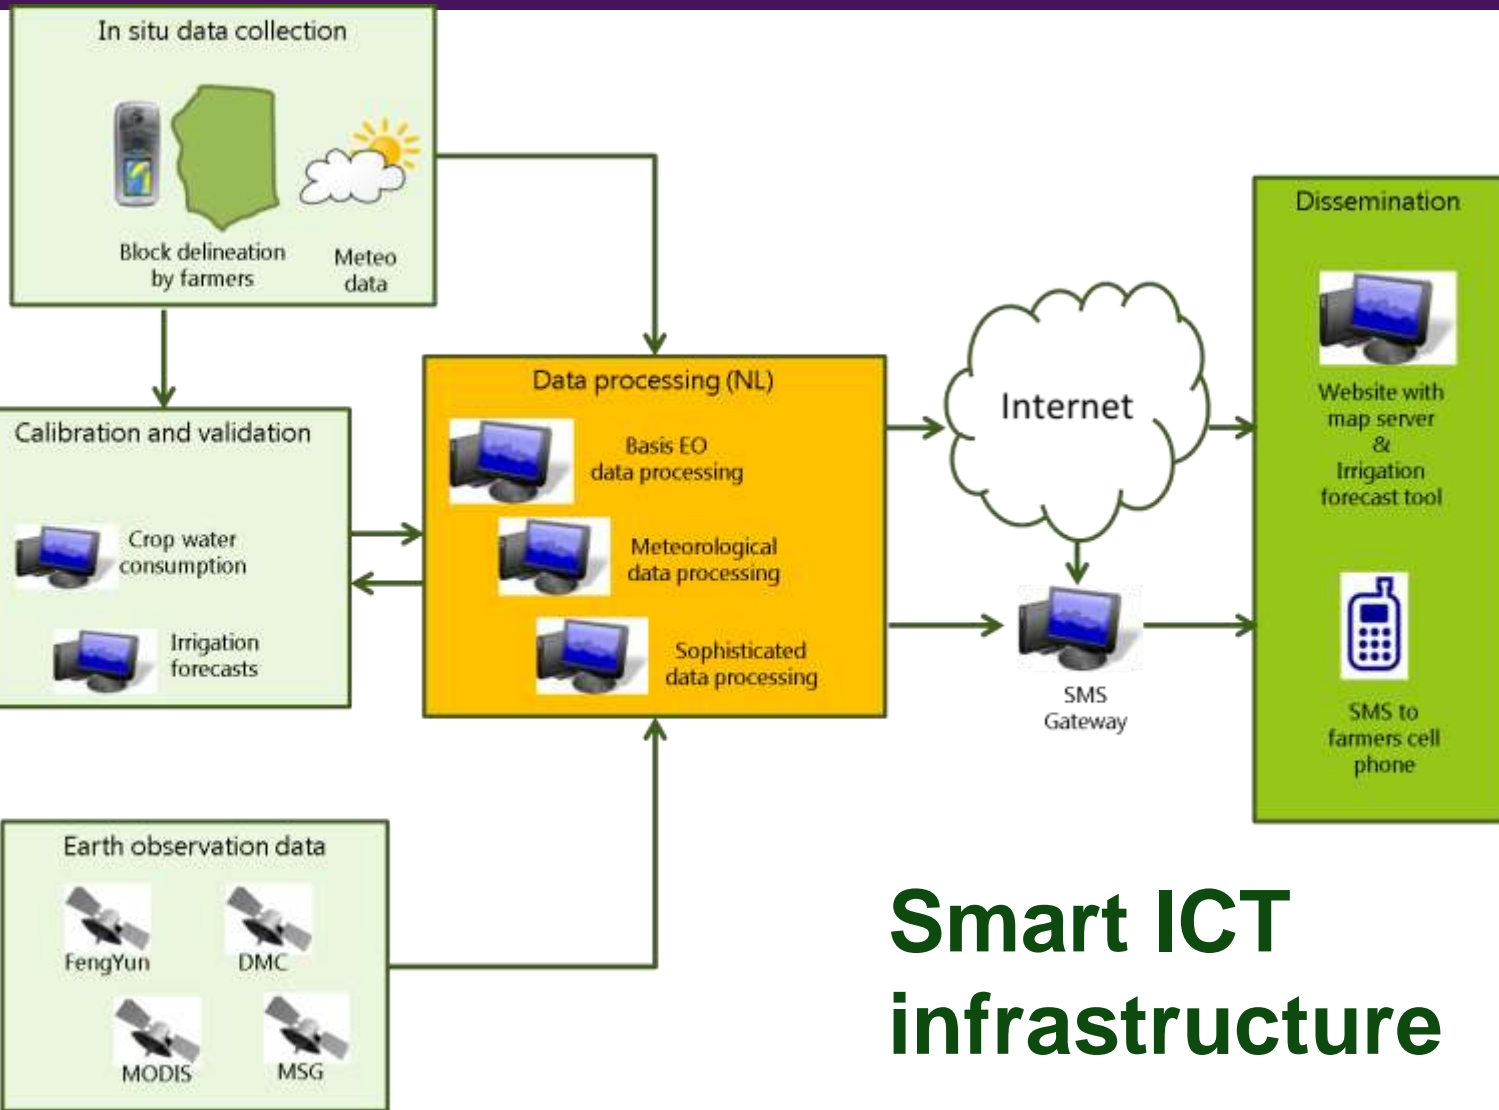 In situ data collection
Block delineation
by farmers
Meteo
data
Calibration and validation
Crop water
consumption
Irrigation
forecasts
Data processing (NL)
Basis EO
data processing
Meteorological
data processing
Sophisticated
data processing
Earth observation data
FengYun
DMC
MODIS
MSG
Internet
SMS
Gateway
Dissemination
Website with
map server
&
Irrigation
forecast tool
SMS to
farmers cell
phone
Smart ICT
infrastructure